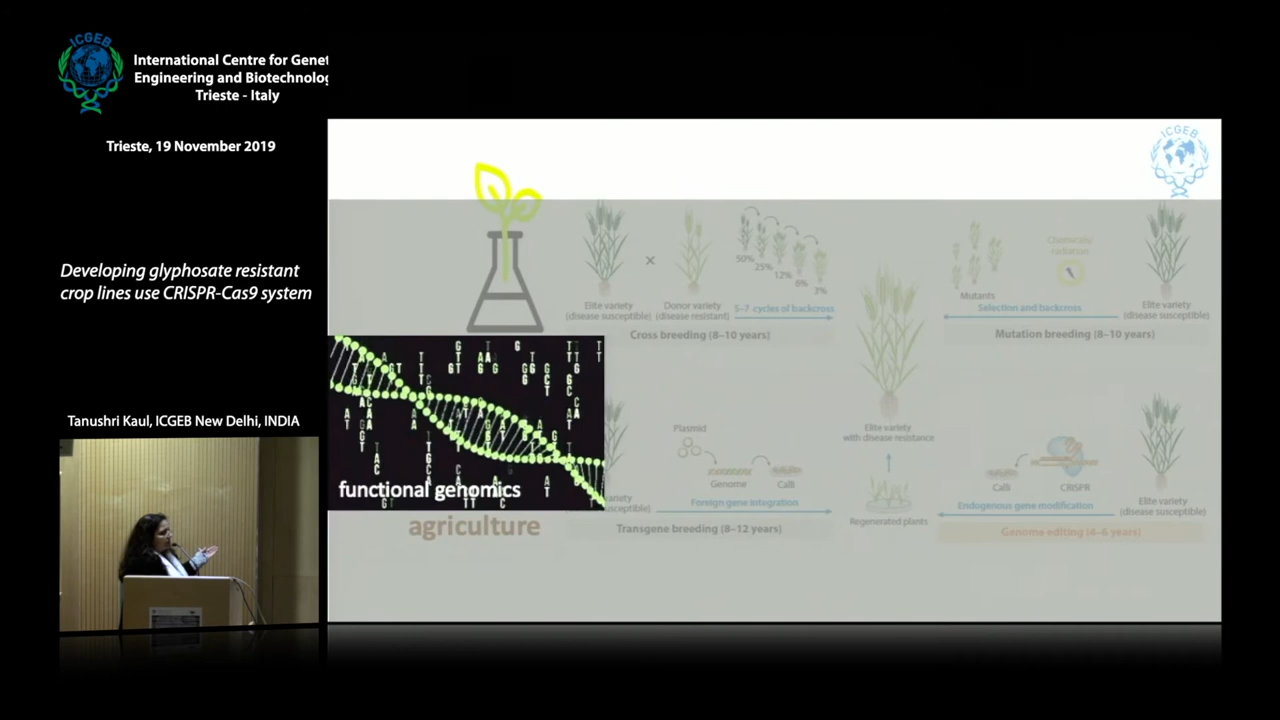 ICGEB
International Centre for Genet
Engineering and Biotechnolog
Trieste - Italy
Trieste, 19 November 2019
Developing glyphosate resistant
crop lines use CRISPR-Cas9 system
Tanushri Kaul, ICGEB New Delhi, INDIA
ICGEB
50%
25%
12%
6%
3%
Elite variety
(disease susceptible)
Donor variety
(disease resistant)
5–7 cycles of backcross
Cross breeding (8–10 years)
Mutants
Chemicals/
radiation
Selection and backcross
Elite variety
(disease susceptible)
Mutation breeding (8–10 years)
functional genomics
agriculture
Plasmid
Genome
Calli
Foreign gene integration
Transgene breeding (8–12 years)
Elite variety
with disease resistance
Regenerated plants
Calli
CRISPR
Endogenous gene modification
Elite variety
(disease susceptible)
Genome editing (4–6 years)